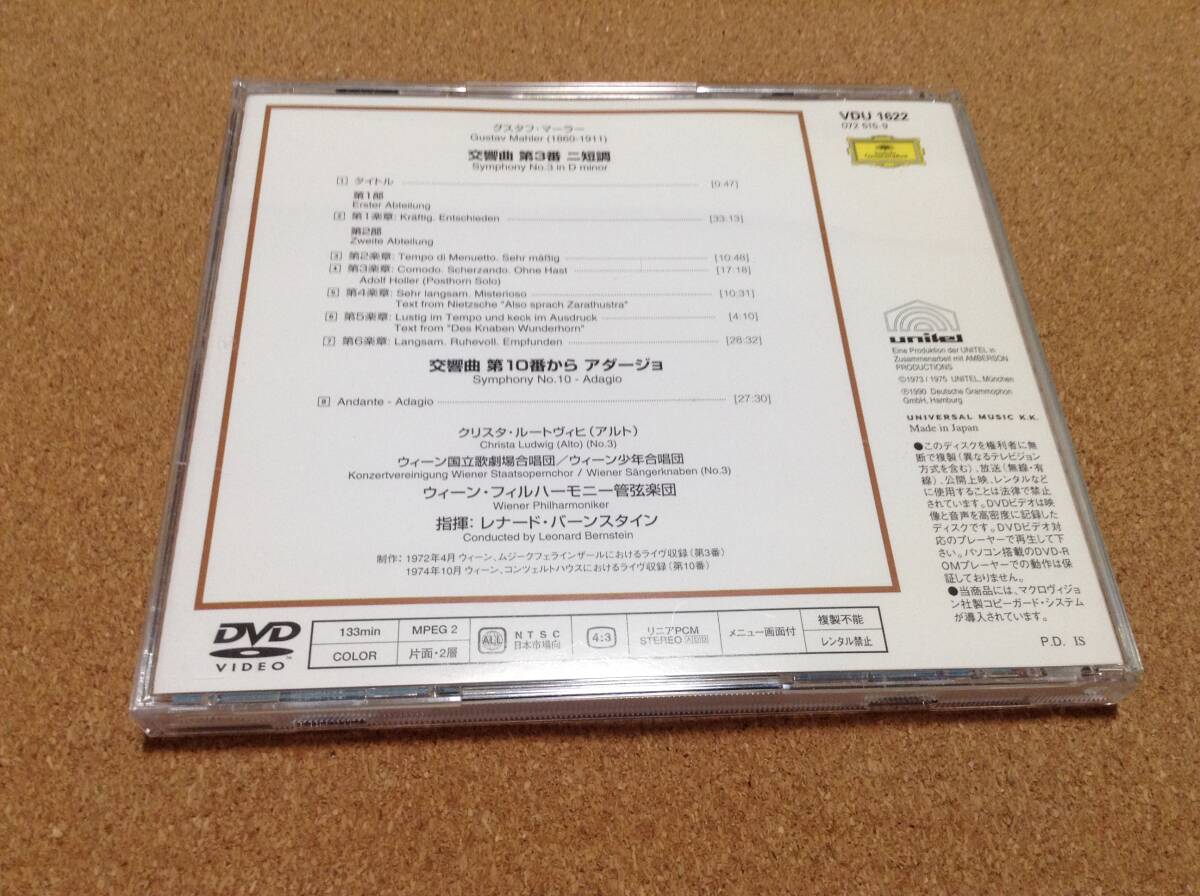 グスタフ・マーラー
Gustav Mahler (1860-1911)
交響曲 第3番 ニ短調
Symphony No.3 in D minor
1 タイトル [0:47]
第1部
Erster Abteilung
2 第1楽章: Kräftig. Entschieden [33:13]
第2部
Zweite Abteilung
3 第2楽章: Tempo di Menuetto. Sehr mäßig [10:48]
4 第3楽章: Comodo. Scherzando. Ohne Hast [17:18]
Adolf Holler (Posthorn Solo)
5 第4楽章: Sehr langsam. Misterioso [10:31]
Text from Nietzsche "Also sprach Zarathustra"
6 第5楽章: Lustig im Tempo und keck im Ausdruck [4:10]
Text from "Des Knaben Wunderhorn"
7 第6楽章: Langsam. Ruhevoll. Empfunden [28:32]
交響曲 第10番から アダージョ
Symphony No.10 - Adagio
8 Andante - Adagio [27:30]
クリスタ・ルートヴィヒ(アルト)
Christa Ludwig (Alto) (No.3)
ウィーン国立歌劇場合唱団/ウィーン少年合唱団
Konzertvereinigung Wiener Staatsopernchor / Wiener Sängerknaben (No.3)
ウィーン・フィルハーモニー管弦楽団
Wiener Philharmoniker
指揮: レナード・バーンスタイン
Conducted by Leonard Bernstein
制作: 1972年4月 ウィーン、ムジークフェラインザールにおけるライヴ収録(第3番)
1974年10月 ウィーン、コンツェルトハウスにおけるライヴ収録(第10番)
VDU 1622
072 515-9
Deutsche Grammophon
unitel
Eine Produktion der UNITEL in
Zusammenarbeit mit AMBERSON
PRODUCTIONS
©1973 / 1975 UNITEL, München
℗1990 Deutsche Grammophon
GmbH, Hamburg
UNIVERSAL MUSIC K.K.
Made in Japan
●このディスクを権利者に無
断で複製(異なるテレビジョン
方式を含む)、放送(無線・有
線)、公開上映、レンタルなど
に使用することは法律で禁止
されています。DVDビデオは映
像と音声を高密度に記録した
ディスクです。DVDビデオ対
応のプレーヤーで再生して下
さい。パソコン搭載のDVD-R
OMプレーヤーでの動作は保
証しておりません。
●当商品には、マクロヴィジョ
ン社製コピーガード・システム
が導入されています。
P.D. IS
DVD
VIDEO
133min
COLOR
MPEG 2
片面・2層
ALL
NTSC
日本市場向
4:3
リニアPCM
STEREO
メニュー画面付
複製不能
レンタル禁止